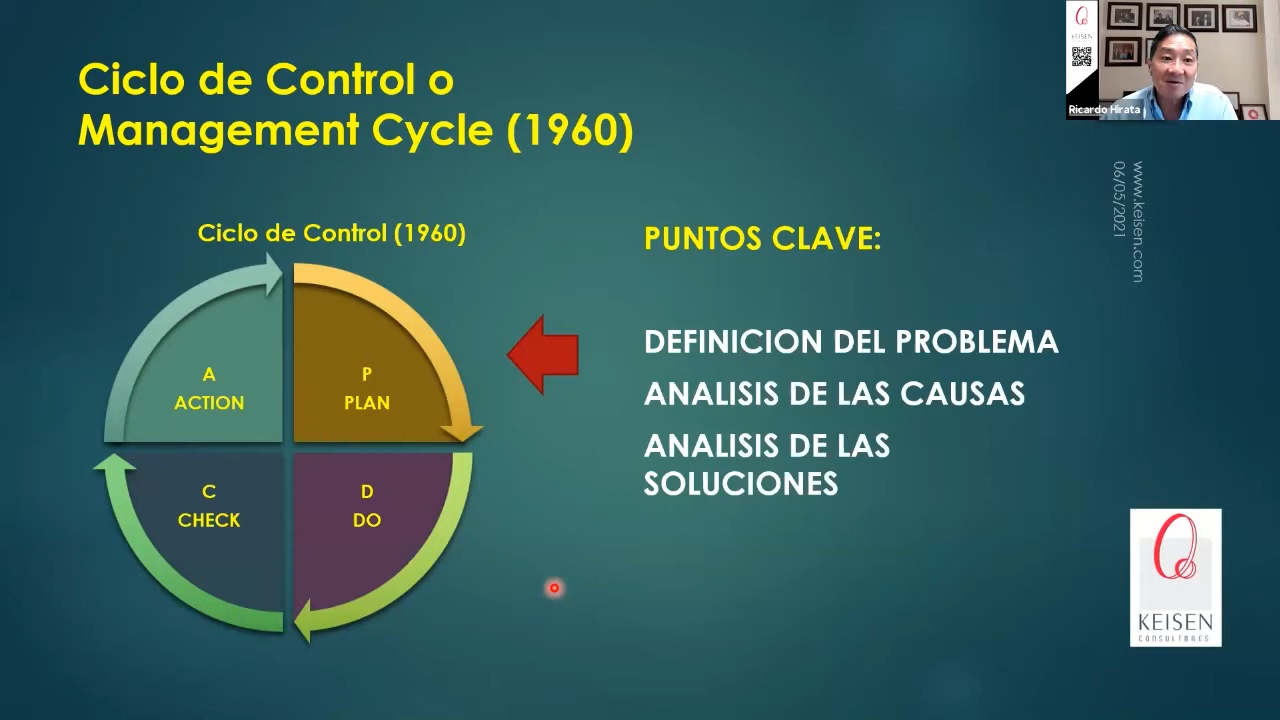 Ciclo de Control o
Management Cycle (1960)
Ciclo de Control (1960)
A
ACTION
P
PLAN
C
CHECK
D
DO
PUNTOS CLAVE:
DEFINICION DEL PROBLEMA
ANALISIS DE LAS CAUSAS
ANALISIS DE LAS
SOLUCIONES
KEISEN
Ricardo Hirata
www.keisen.com
06/05/2021
KEISEN
CONSULTORES